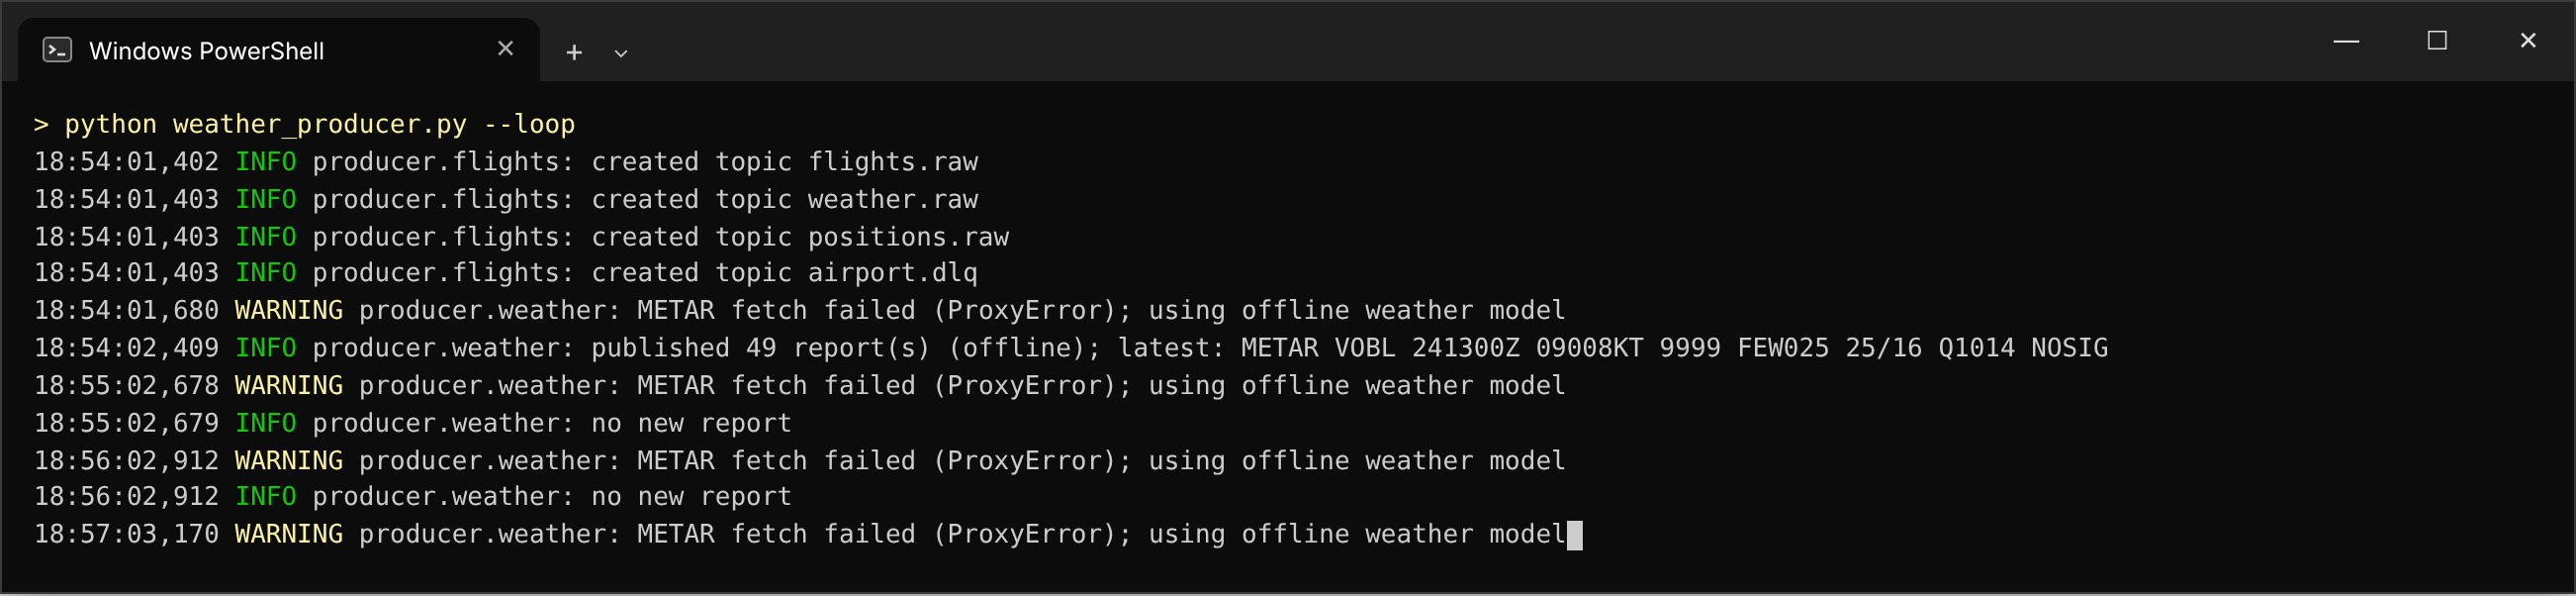 Windows PowerShell
> python weather_producer.py --loop
18:54:01,402 INFO producer.flights: created topic flights.raw
18:54:01,403 INFO producer.flights: created topic weather.raw
18:54:01,403 INFO producer.flights: created topic positions.raw
18:54:01,403 INFO producer.flights: created topic airport.dlq
18:54:01,680 WARNING producer.weather: METAR fetch failed (ProxyError); using offline weather model
18:54:02,409 INFO producer.weather: published 49 report(s) (offline); latest: METAR VOBL 241300Z 09008KT 9999 FEW025 25/16 Q1014 NOSIG
18:55:02,678 WARNING producer.weather: METAR fetch failed (ProxyError); using offline weather model
18:55:02,679 INFO producer.weather: no new report
18:56:02,912 WARNING producer.weather: METAR fetch failed (ProxyError); using offline weather model
18:56:02,912 INFO producer.weather: no new report
18:57:03,170 WARNING producer.weather: METAR fetch failed (ProxyError); using offline weather model